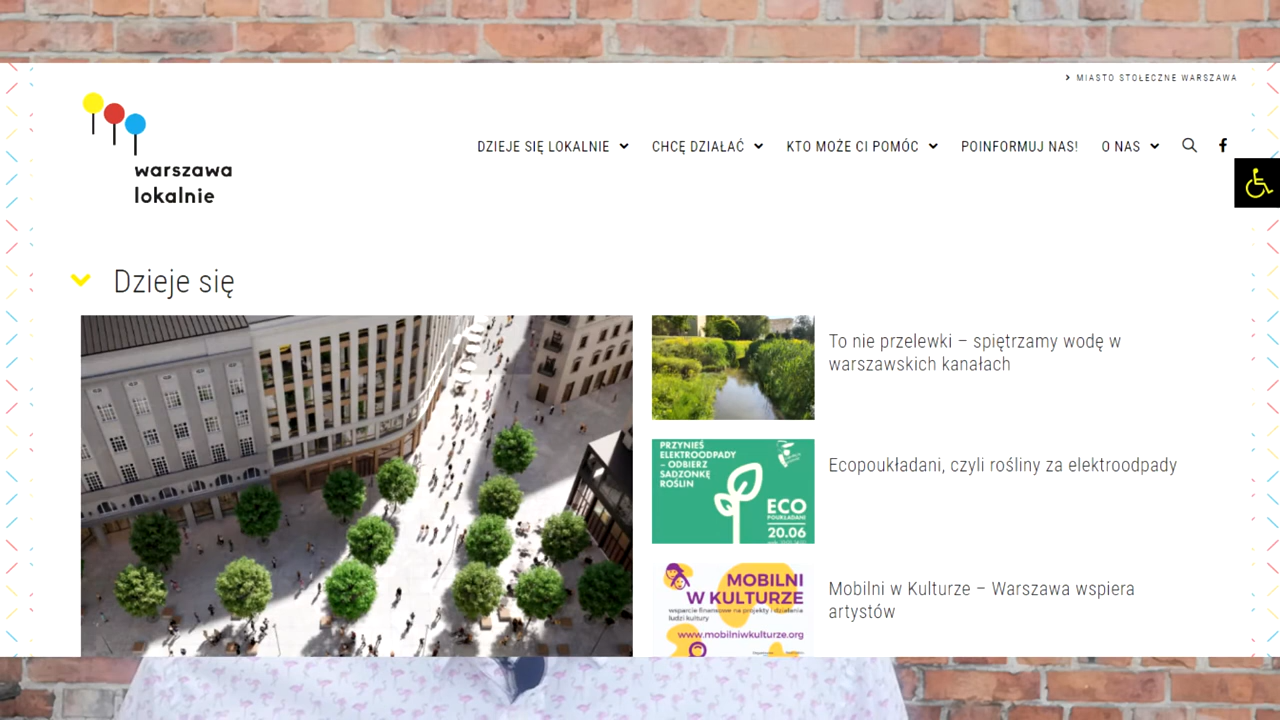 MIASTO STOŁECZNE WARSZAWA
warszawa
lokalnie
DZIEJE SIĘ LOKALNIE
CHCĘ DZIAŁAĆ
KTO MOŻE CI POMÓC
POINFORMUJ NAS!
O NAS
Dzieje się
To nie przelewki – spiętrzamy wodę w
warszawskich kanałach
PRZYNIEŚ
ELEKTROODPADY
– ODBIERZ
SADZONKĘ
ROŚLIN
ECO
POUKŁADANI
20.06
Ecopoukładani, czyli rośliny za elektroodpady
MOBILNI
W KULTURZE
wsparcie finansowe na projekty i działania
ludzi kultury
www.mobilniwkulturze.org
Mobilni w Kulturze – Warszawa wspiera
artystów